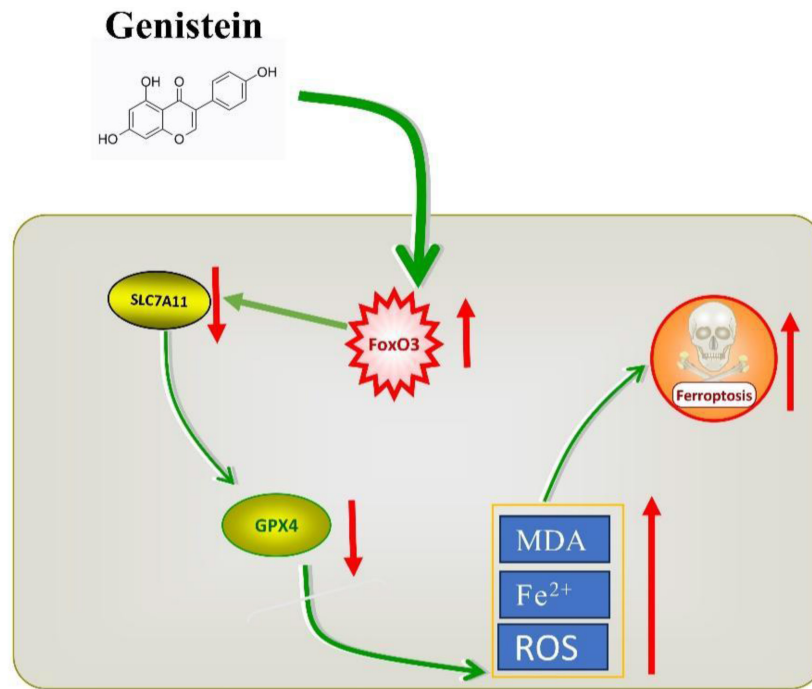 Genistein
OH
O
OH
HO
O
SLC7A11
FoxO3
Ferroptosis
GPX4
MDA
Fe²⁺
ROS